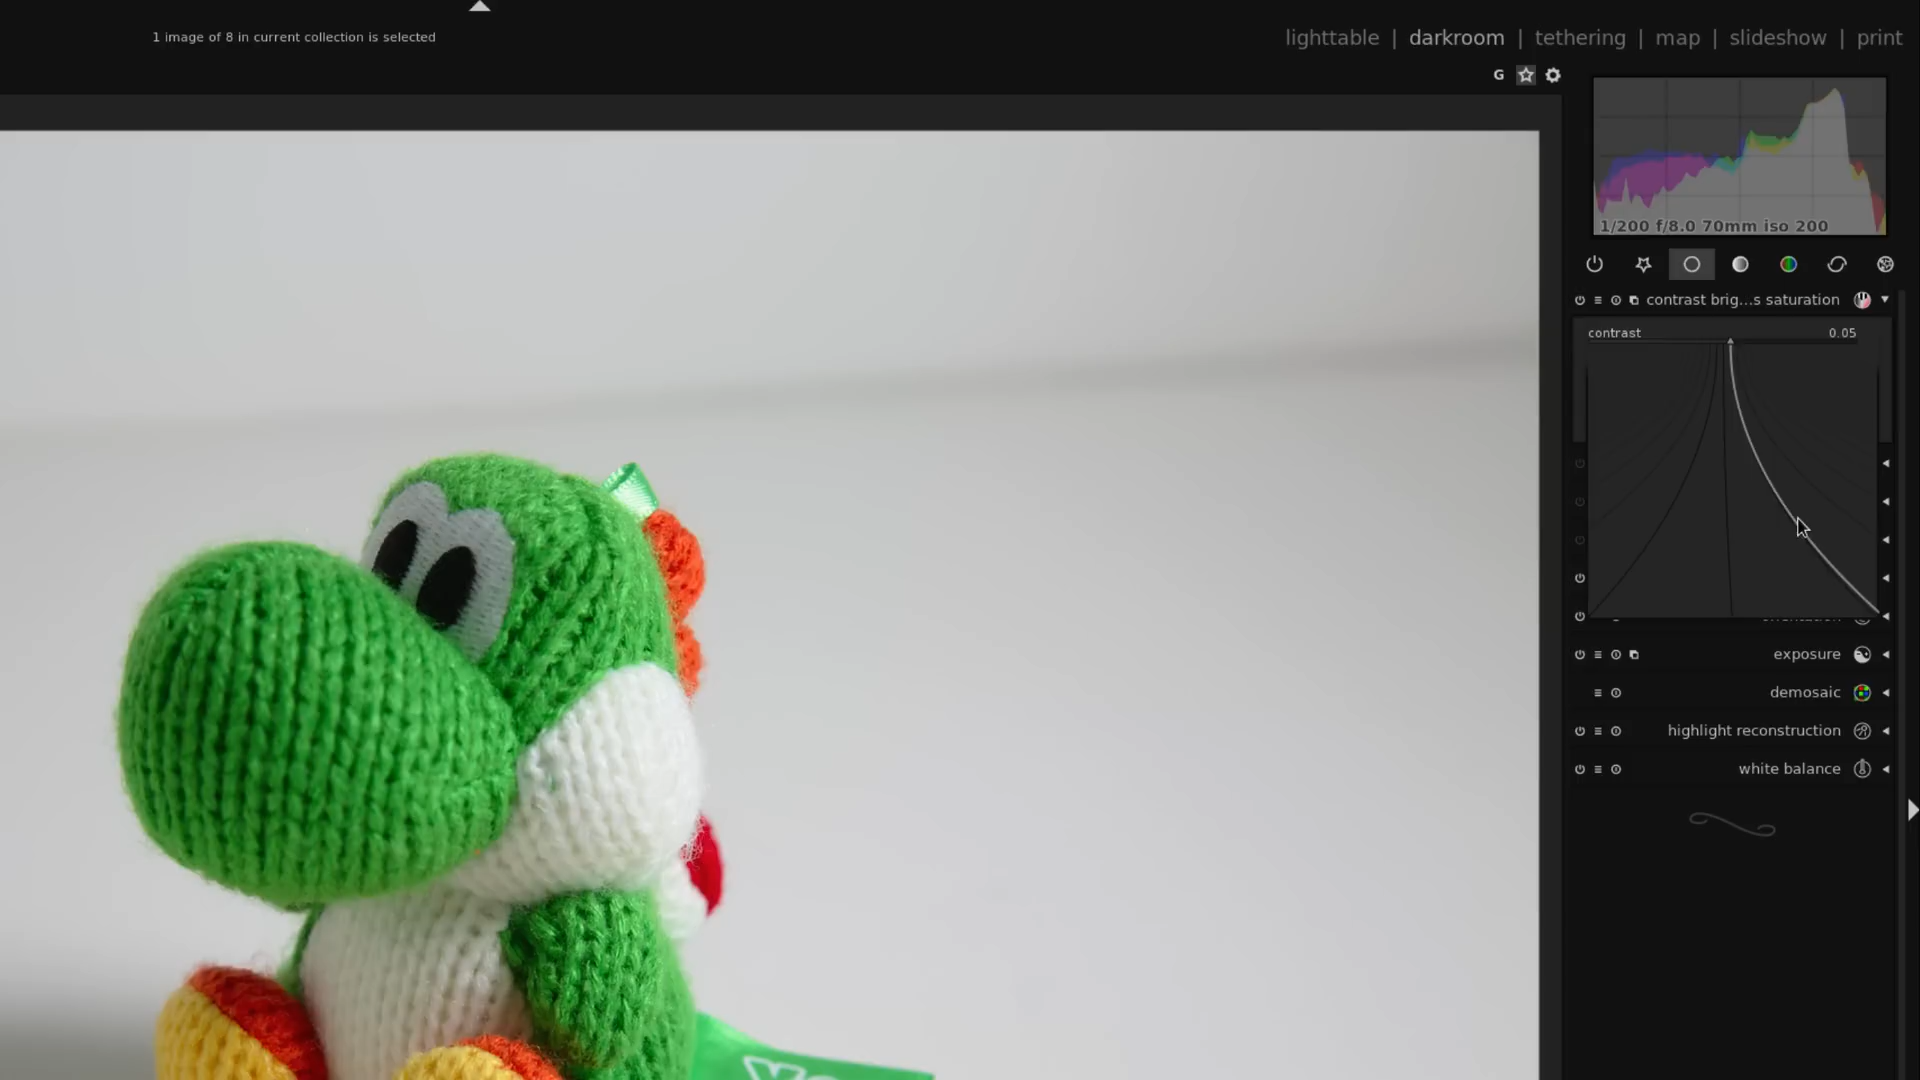 1 image of 8 in current collection is selected
lighttable | darkroom | tethering | map | slideshow | print
G
1/200 f/8.0 70mm iso 200
contrast brig...s saturation
contrast 0.05
exposure
demosaic
highlight reconstruction
white balance